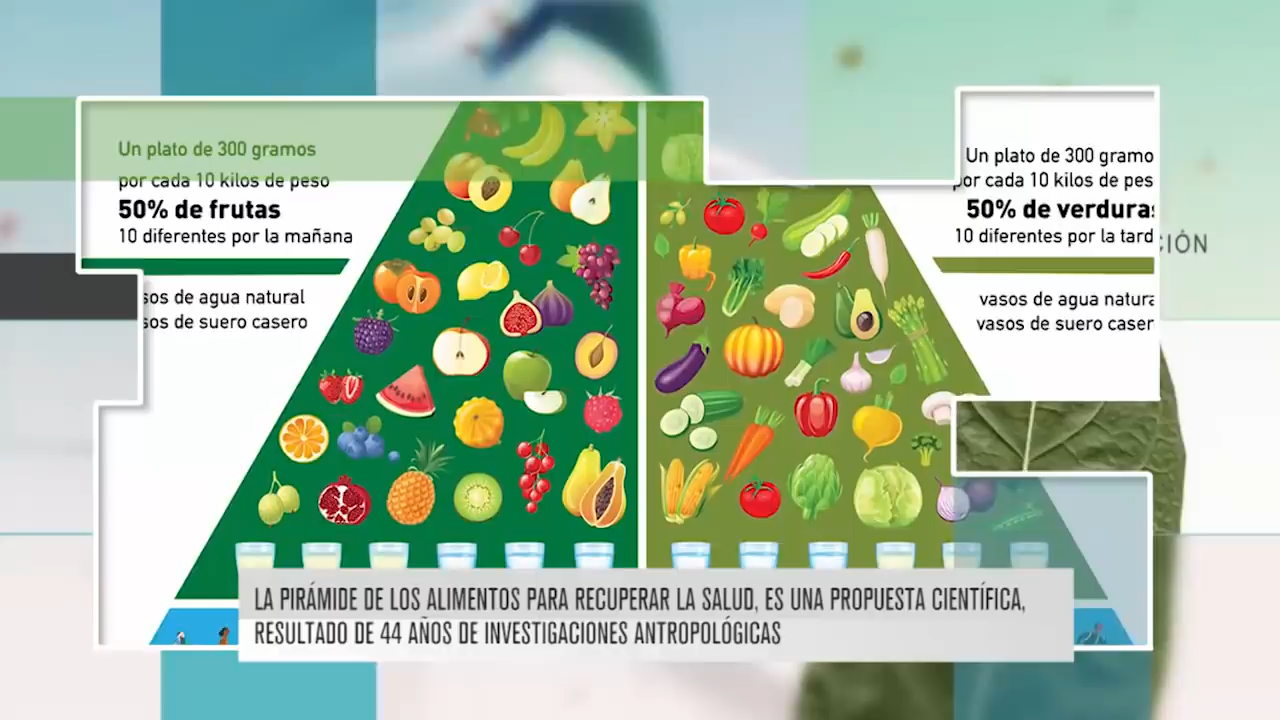 Un plato de 300 gramos
por cada 10 kilos de peso
50% de frutas
10 diferentes por la mañana
de agua natural
de suero casero
Un plato de 300 gramo
por cada 10 kilos de pes
50% de verduras
10 diferentes por la tard
vasos de agua natura
vasos de suero caser
CIÓN
LA PIRÁMIDE DE LOS ALIMENTOS PARA RECUPERAR LA SALUD, ES UNA PROPUESTA CIENTÍFICA,
RESULTADO DE 44 AÑOS DE INVESTIGACIONES ANTROPOLÓGICAS